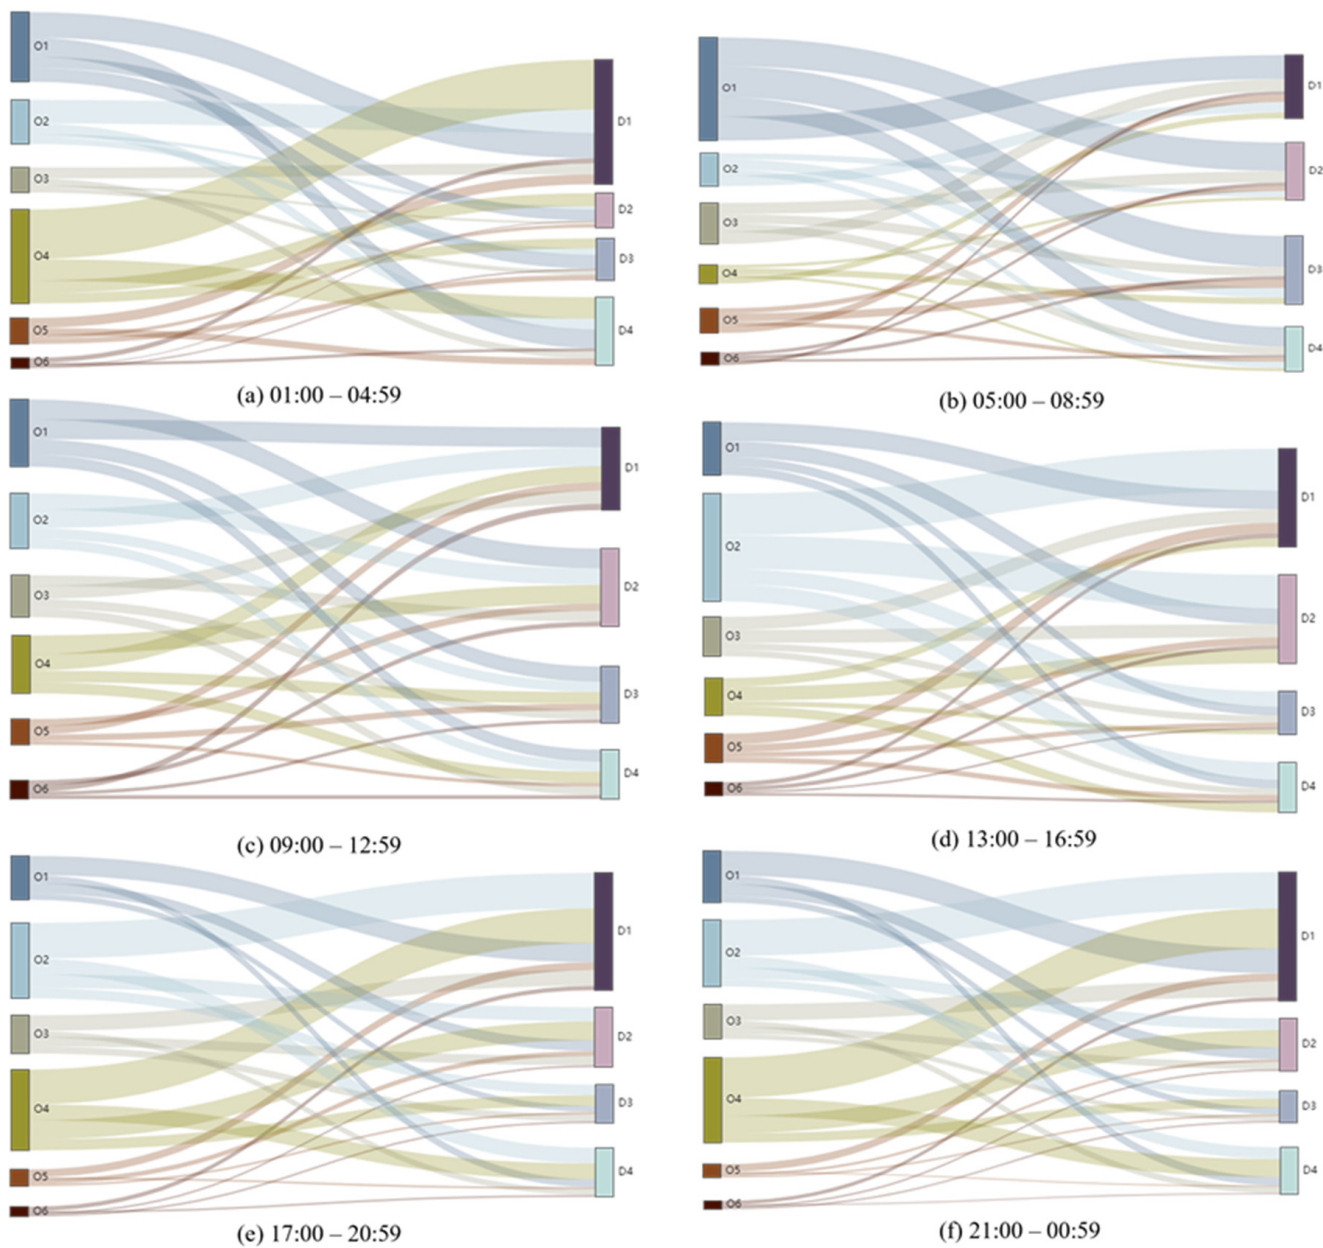 O1
O2
O3
O4
O5
O6
D1
D2
D3
D4
(a) 01:00 – 04:59
O1
O2
O3
O4
O5
O6
D1
D2
D3
D4
(b) 05:00 – 08:59
O1
O2
O3
O4
O5
O6
D1
D2
D3
D4
(c) 09:00 – 12:59
O1
O2
O3
O4
O5
O6
D1
D2
D3
D4
(d) 13:00 – 16:59
O1
O2
O3
O4
O5
O6
D1
D2
D3
D4
(e) 17:00 – 20:59
O1
O2
O3
O4
O5
O6
D1
D2
D3
D4
(f) 21:00 – 00:59